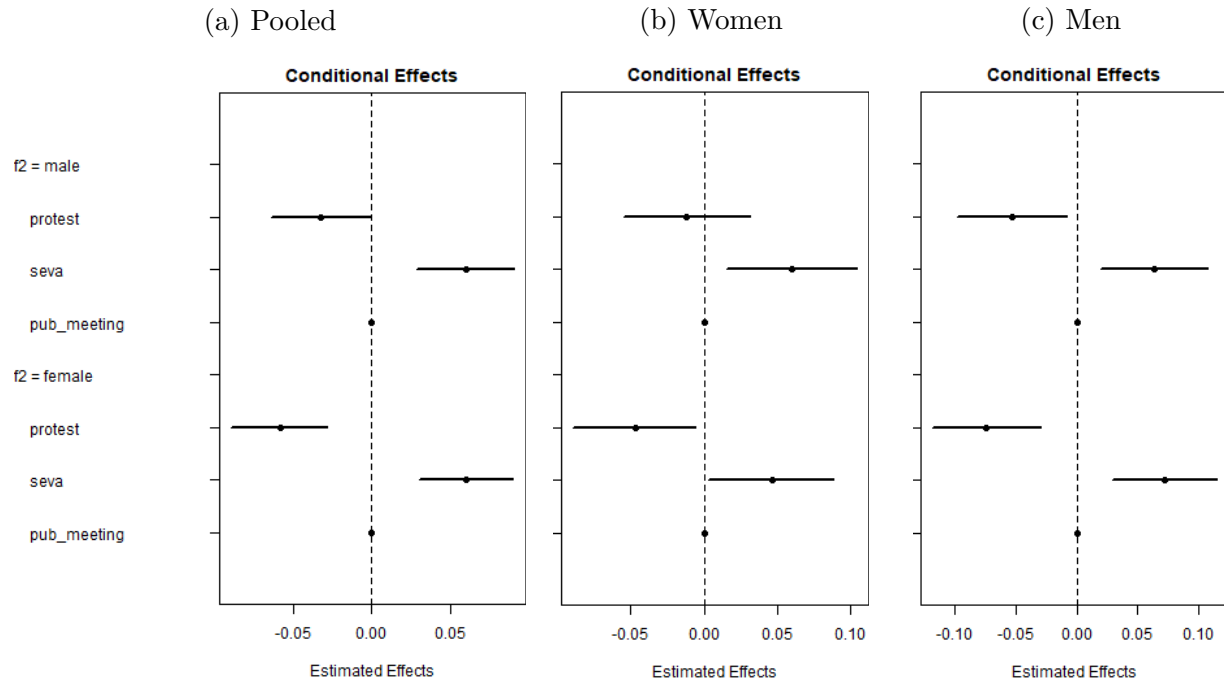 (a) Pooled
(b) Women
(c) Men
Conditional Effects
Conditional Effects
Conditional Effects
f2 = male
protest
seva
pub_meeting
f2 = female
protest
seva
pub_meeting
-0.05 0.00 0.05
-0.05 0.00 0.05 0.10
-0.10 -0.05 0.00 0.05 0.10
Estimated Effects
Estimated Effects
Estimated Effects